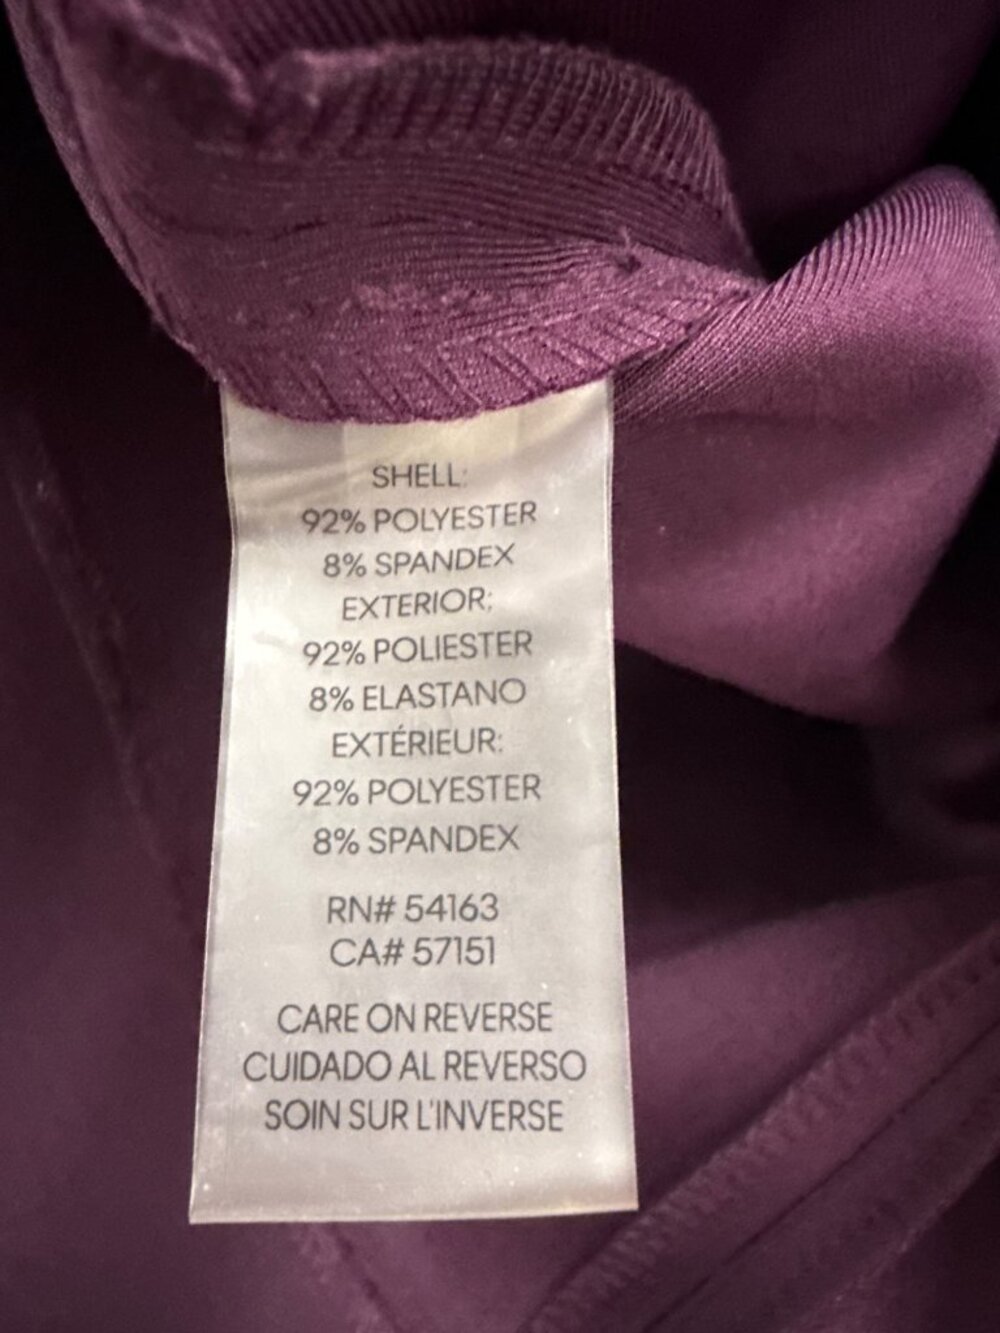 SHELL:
92% POLYESTER
8% SPANDEX
EXTERIOR:
92% POLIESTER
8% ELASTANO
EXTÉRIEUR:
92% POLYESTER
8% SPANDEX
RN# 54163
CA# 57151
CARE ON REVERSE
CUIDADO AL REVERSO
SOIN SUR L'INVERSE